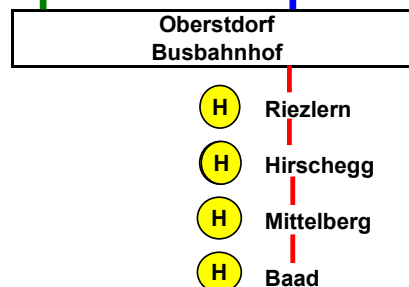 Oberstdorf
Busbahnhof
H Riezlern
H Hirschegg
H Mittelberg
H Baad